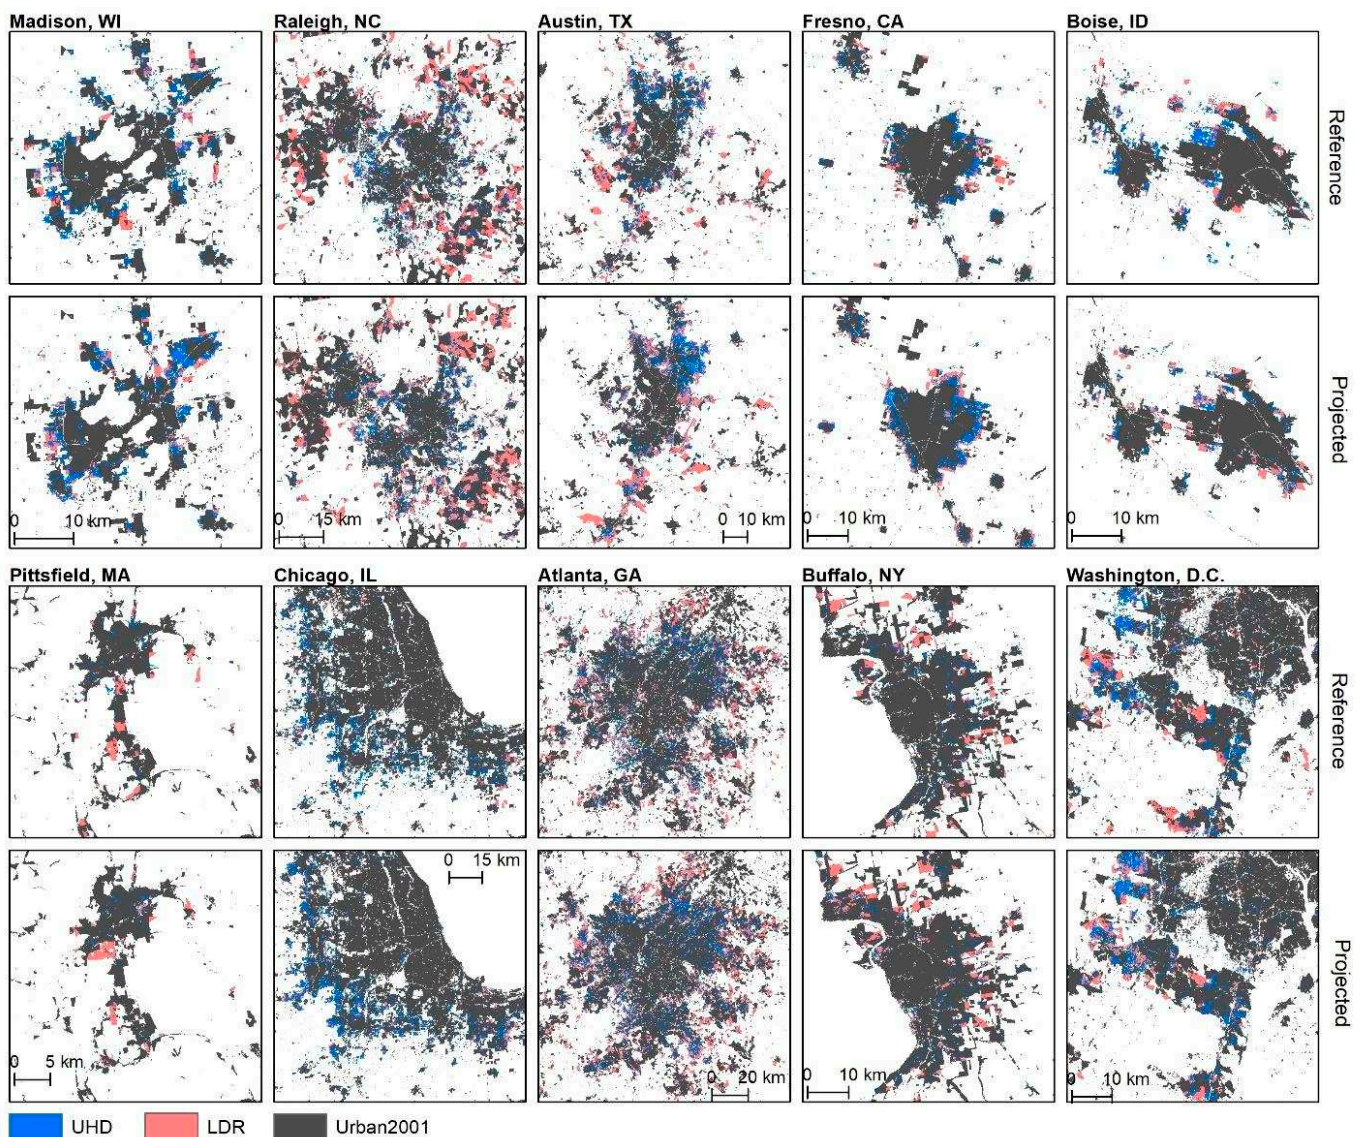 Madison, WI Raleigh, NC Austin, TX Fresno, CA Boise, ID
Reference
Projected
0 10 km 0 15 km 0 10 km 0 10 km 0 10 km
Pittsfield, MA Chicago, IL Atlanta, GA Buffalo, NY Washington, D.C.
Reference
0 15 km
Projected
0 5 km 0 20 km 0 10 km 0 10 km
UHD LDR Urban2001